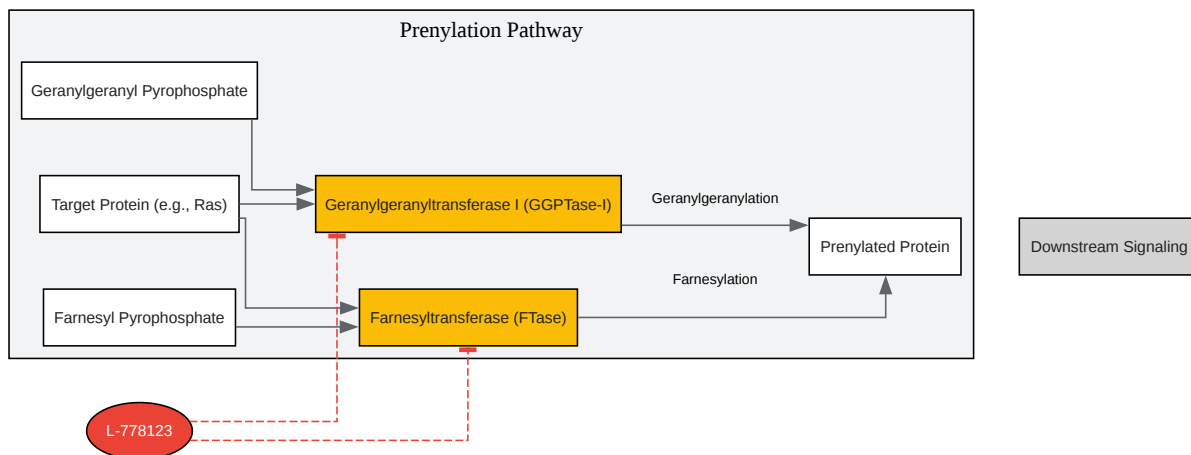 Prenylation Pathway
Geranylgeranyl Pyrophosphate
Target Protein (e.g., Ras)
Geranylgeranyltransferase I (GGPTase-I)
Geranylgeranylation
Prenylated Protein
Downstream Signaling
Farnesylation
Farnesyl Pyrophosphate
Farnesyltransferase (FTase)
L-778123